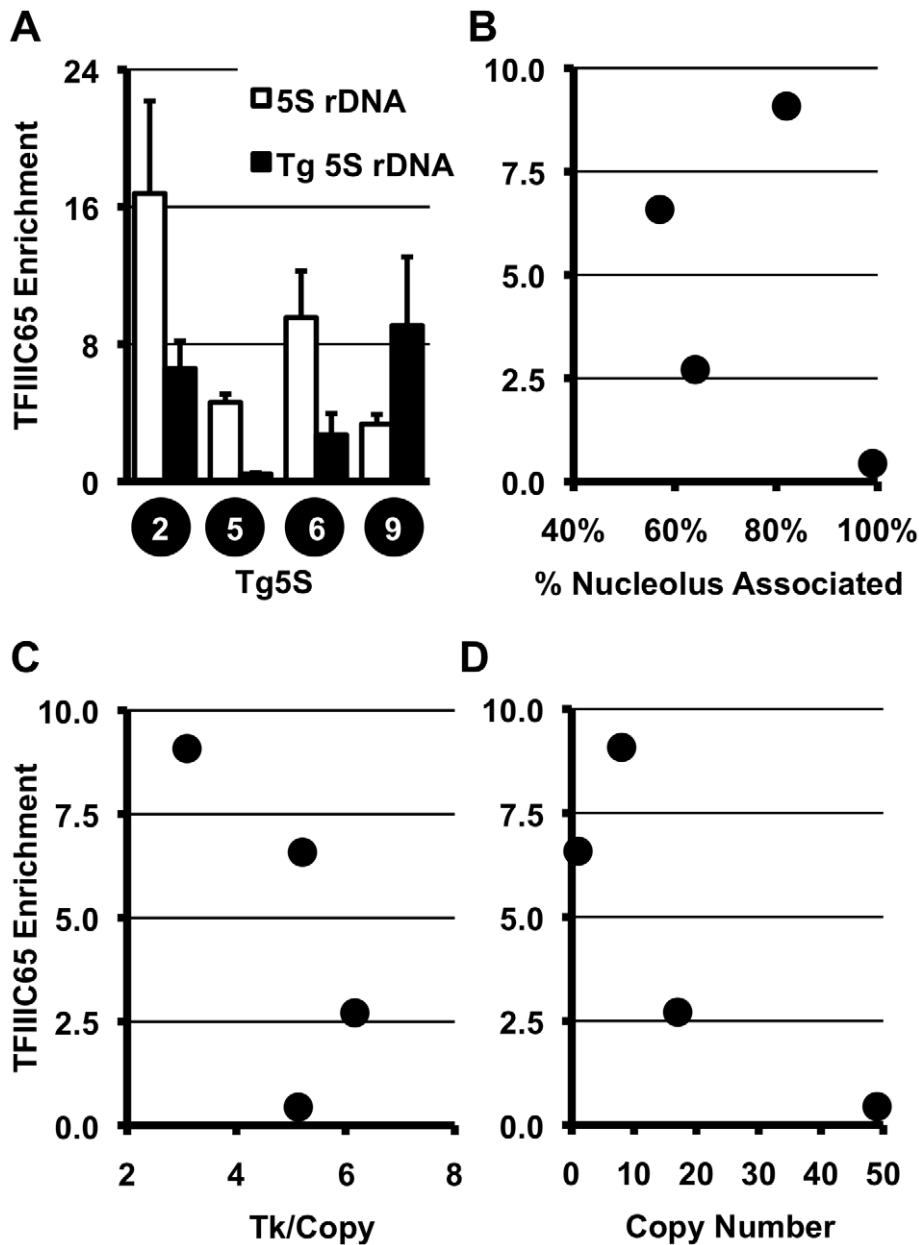 A
TFIIIC65 Enrichment
24
16
8
0
5S rDNA
Tg 5S rDNA
2 5 6 9
Tg5S
B
10.0
7.5
5.0
2.5
0.0
40% 60% 80% 100%
% Nucleolus Associated
C
TFIIIC65 Enrichment
10.0
7.5
5.0
2.5
0.0
2 4 6 8
Tk/Copy
D
10.0
7.5
5.0
2.5
0.0
0 10 20 30 40 50
Copy Number